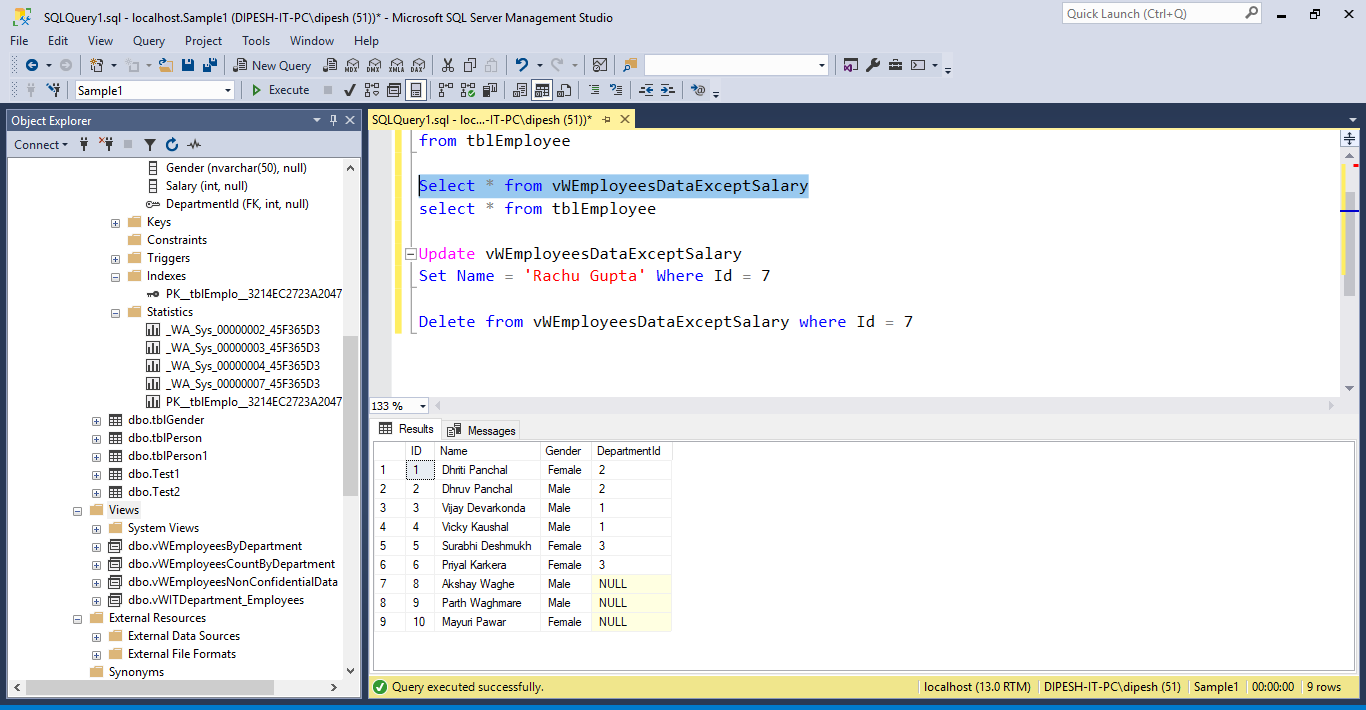 SQLQuery1.sql - localhost.Sample1 (DIPESH-IT-PC\dipesh (51))* - Microsoft SQL Server Management Studio
Quick Launch (Ctrl+Q)
File Edit View Query Project Tools Window Help
New Query MDX DMX XMLA DAX
Sample1 Execute
Object Explorer
Connect
Gender (nvarchar(50), null)
Salary (int, null)
DepartmentId (FK, int, null)
Keys
Constraints
Triggers
Indexes
PK__tblEmplo__3214EC2723A2047
Statistics
_WA_Sys_00000002_45F365D3
_WA_Sys_00000003_45F365D3
_WA_Sys_00000004_45F365D3
_WA_Sys_00000007_45F365D3
PK__tblEmplo__3214EC2723A2047
dbo.tblGender
dbo.tblPerson
dbo.tblPerson1
dbo.Test1
dbo.Test2
Views
System Views
dbo.vWEmployeesByDepartment
dbo.vWEmployeesCountByDepartment
dbo.vWEmployeesNonConfidentialData
dbo.vWITDepartment_Employees
External Resources
External Data Sources
External File Formats
Synonyms
SQLQuery1.sql - loc...-IT-PC\dipesh (51))*
from tblEmployee
Select * from vWEmployeesDataExceptSalary
select * from tblEmployee
Update vWEmployeesDataExceptSalary
Set Name = 'Rachu Gupta' Where Id = 7
Delete from vWEmployeesDataExceptSalary where Id = 7
133 %
Results Messages
ID Name Gender DepartmentId
1 1 Dhriti Panchal Female 2
2 2 Dhruv Panchal Male 2
3 3 Vijay Devarkonda Male 1
4 4 Vicky Kaushal Male 1
5 5 Surabhi Deshmukh Female 3
6 6 Priyal Karkera Female 3
7 8 Akshay Waghe Male NULL
8 9 Parth Waghmare Male NULL
9 10 Mayuri Pawar Female NULL
Query executed successfully. localhost (13.0 RTM) DIPESH-IT-PC\dipesh (51) Sample1 00:00:00 9 rows